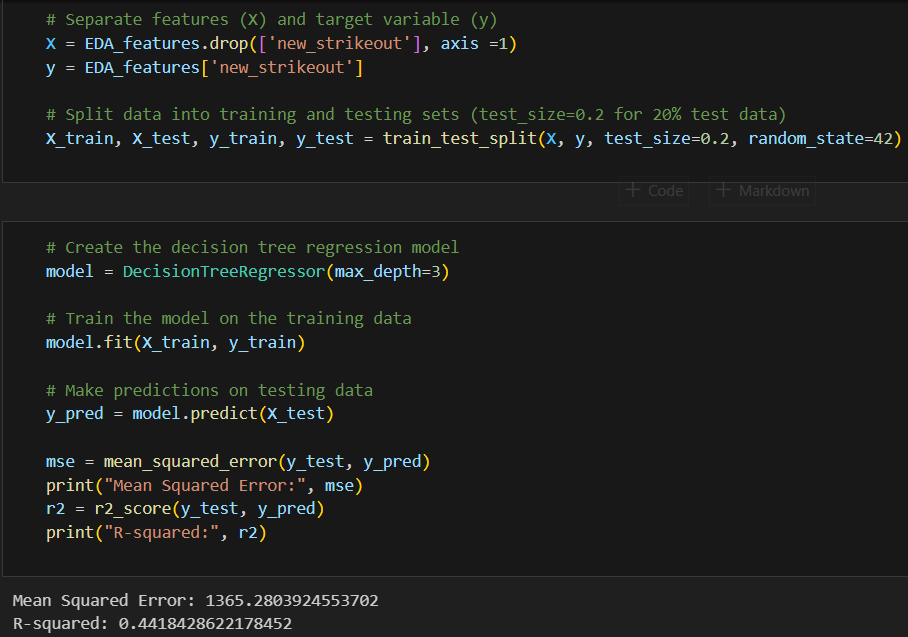 # Separate features (X) and target variable (y)
X = EDA_features.drop(['new_strikeout'], axis =1)
y = EDA_features['new_strikeout']
# Split data into training and testing sets (test_size=0.2 for 20% test data)
X_train, X_test, y_train, y_test = train_test_split(X, y, test_size=0.2, random_state=42)
+ Code + Markdown
# Create the decision tree regression model
model = DecisionTreeRegressor(max_depth=3)
# Train the model on the training data
model.fit(X_train, y_train)
# Make predictions on testing data
y_pred = model.predict(X_test)
mse = mean_squared_error(y_test, y_pred)
print("Mean Squared Error:", mse)
r2 = r2_score(y_test, y_pred)
print("R-squared:", r2)
Mean Squared Error: 1365.2803924553702
R-squared: 0.4418428622178452